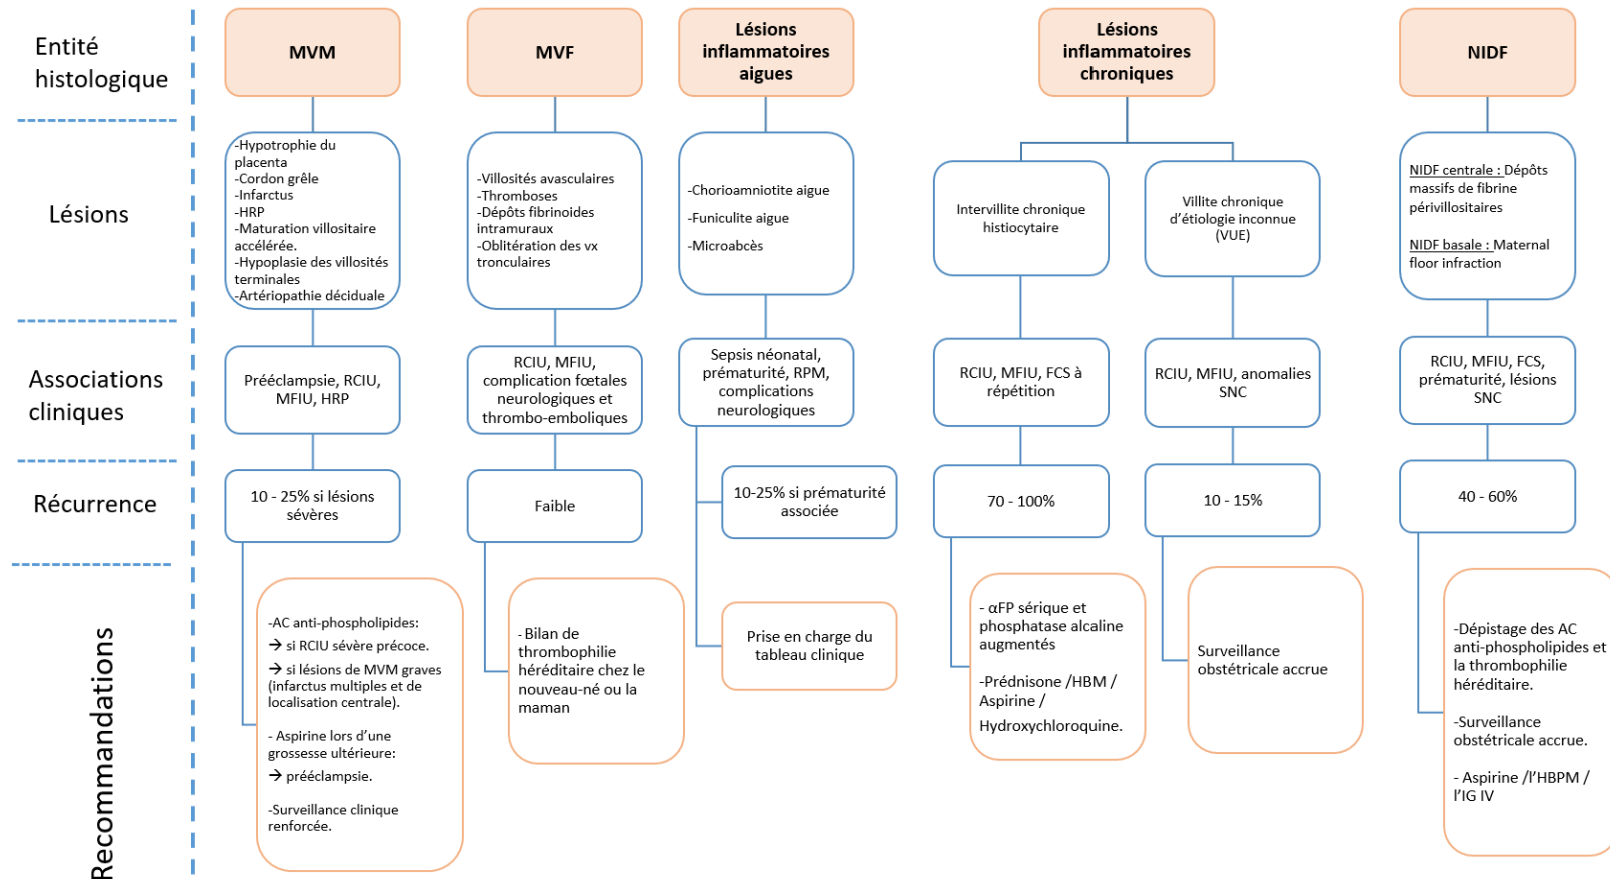 Entité
histologique
MVM
MVF
Lésions
inflammatoires
aigues
Lésions
inflammatoires
chroniques
NIDF
Lésions
-Hypotrophie du
placenta
-Cordon grêle
-Infarctus
-HRP
-Maturation villositaire
accélérée.
-Hypoplasie des villosités
terminales
-Artériopathie déciduale
-Villosités avasculaires
-Thromboses
-Dépôts fibrinoides
intramuraux
-Oblitération des vx
tronculaires
-Chorioamniotite aigue
-Funiculite aigue
-Microabcès
Intervillite chronique
histiocytaire
Villite chronique
d'étiologie inconnue
(VUE)
NIDF centrale : Dépôts
massifs de fibrine
périvillositaires
NIDF basale : Maternal
floor infraction
Associations
cliniques
Prééclampsie, RCIU,
MFIU, HRP
RCIU, MFIU,
complication fœtales
neurologiques et
thrombo-emboliques
Sepsis néonatal,
prématurité, RPM,
complications
neurologiques
RCIU, MFIU, FCS à
répétition
RCIU, MFIU, anomalies
SNC
RCIU, MFIU, FCS,
prématurité, lésions
SNC
Récurrence
10 - 25% si lésions
sévères
Faible
10-25% si prématurité
associée
70 - 100%
10 - 15%
40 - 60%
Recommandations
-AC anti-phospholipides:
→ si RCIU sévère précoce.
→ si lésions de MVM graves
(infarctus multiples et de
localisation centrale).
- Aspirine lors d'une
grossesse ultérieure:
→ prééclampsie.
-Surveillance clinique
renforcée.
- Bilan de
thrombophilie
héréditaire chez le
nouveau-né ou la
maman
Prise en charge du
tableau clinique
- αFP sérique et
phosphatase alcaline
augmentés
-Prédnisone /HBM /
Aspirine /
Hydroxychloroquine.
Surveillance
obstétricale accrue
-Dépistage des AC
anti-phospholipides et
la thrombophilie
héréditaire.
-Surveillance
obstétricale accrue.
- Aspirine /l'HBPM /
l'IG IV